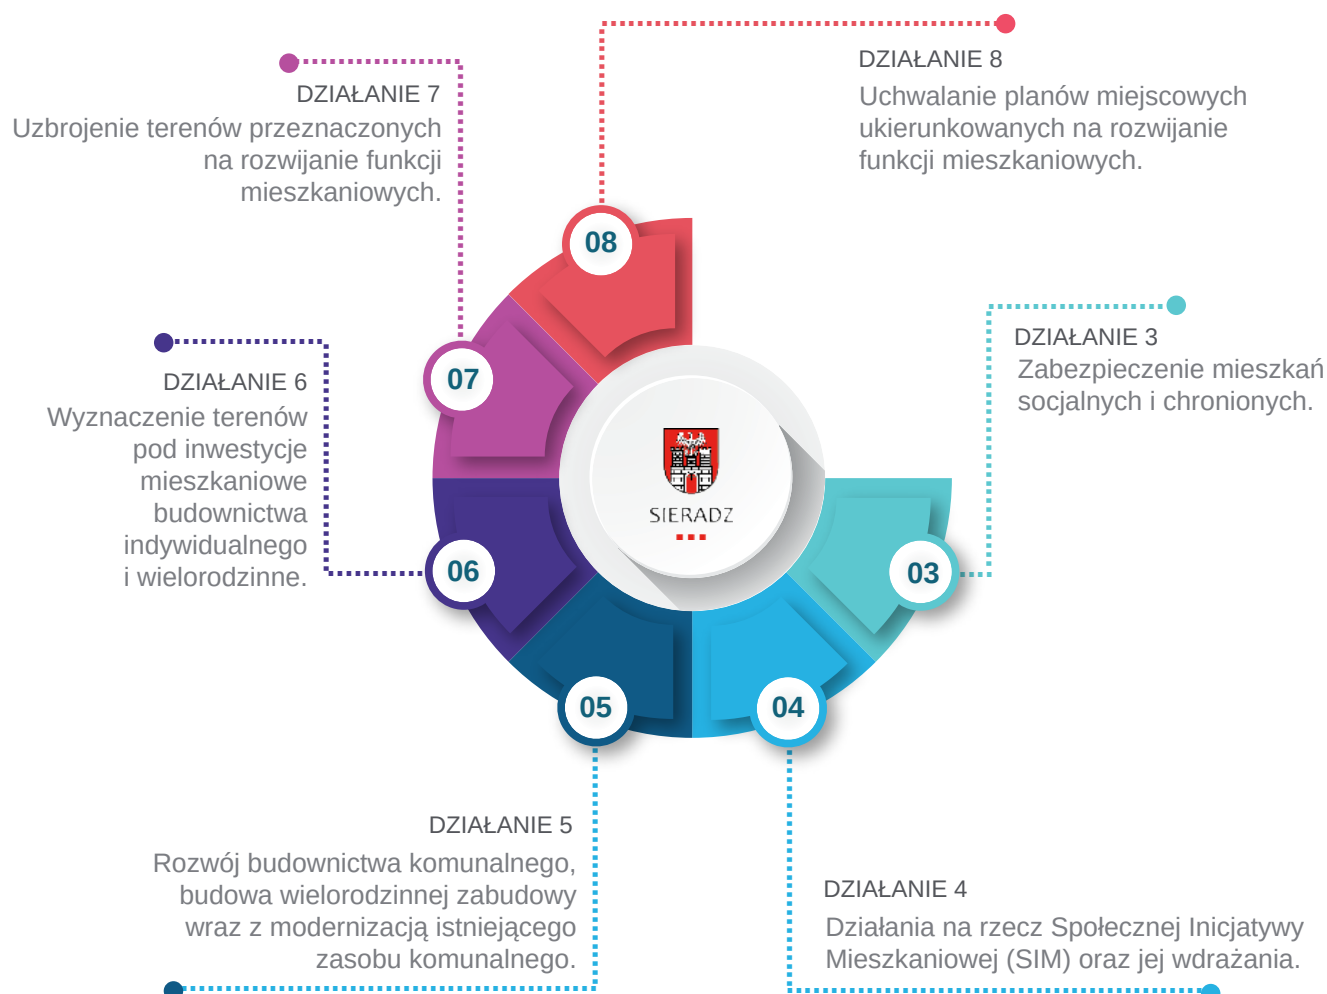 DZIAŁANIE 8
Uchwalanie planów miejscowych
ukierunkowanych na rozwijanie
funkcji mieszkaniowych.
DZIAŁANIE 7
Uzbrojenie terenów przeznaczonych
na rozwijanie funkcji
mieszkaniowych.
08
DZIAŁANIE 3
Zabezpieczenie mieszkań
socjalnych i chronionych.
07
DZIAŁANIE 6
Wyznaczenie terenów
pod inwestycje
mieszkaniowe
budownictwa
indywidualnego
i wielorodzinne.
SIERADZ
06
03
05
04
DZIAŁANIE 5
Rozwój budownictwa komunalnego,
budowa wielorodzinnej zabudowy
wraz z modernizacją istniejącego
zasobu komunalnego.
DZIAŁANIE 4
Działania na rzecz Społecznej Inicjatywy
Mieszkaniowej (SIM) oraz jej wdrażania.